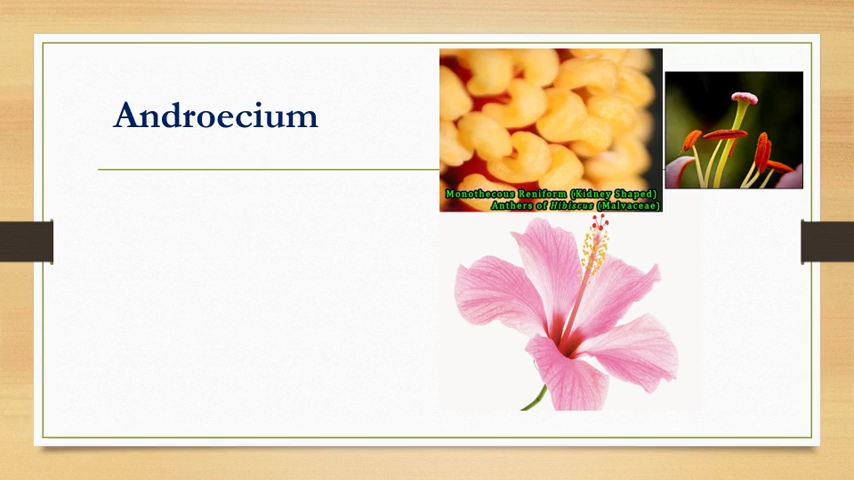 Androecium
Monothecous Reniform (Kidney Shaped)
Anthers of Hibiscus (Malvaceae)